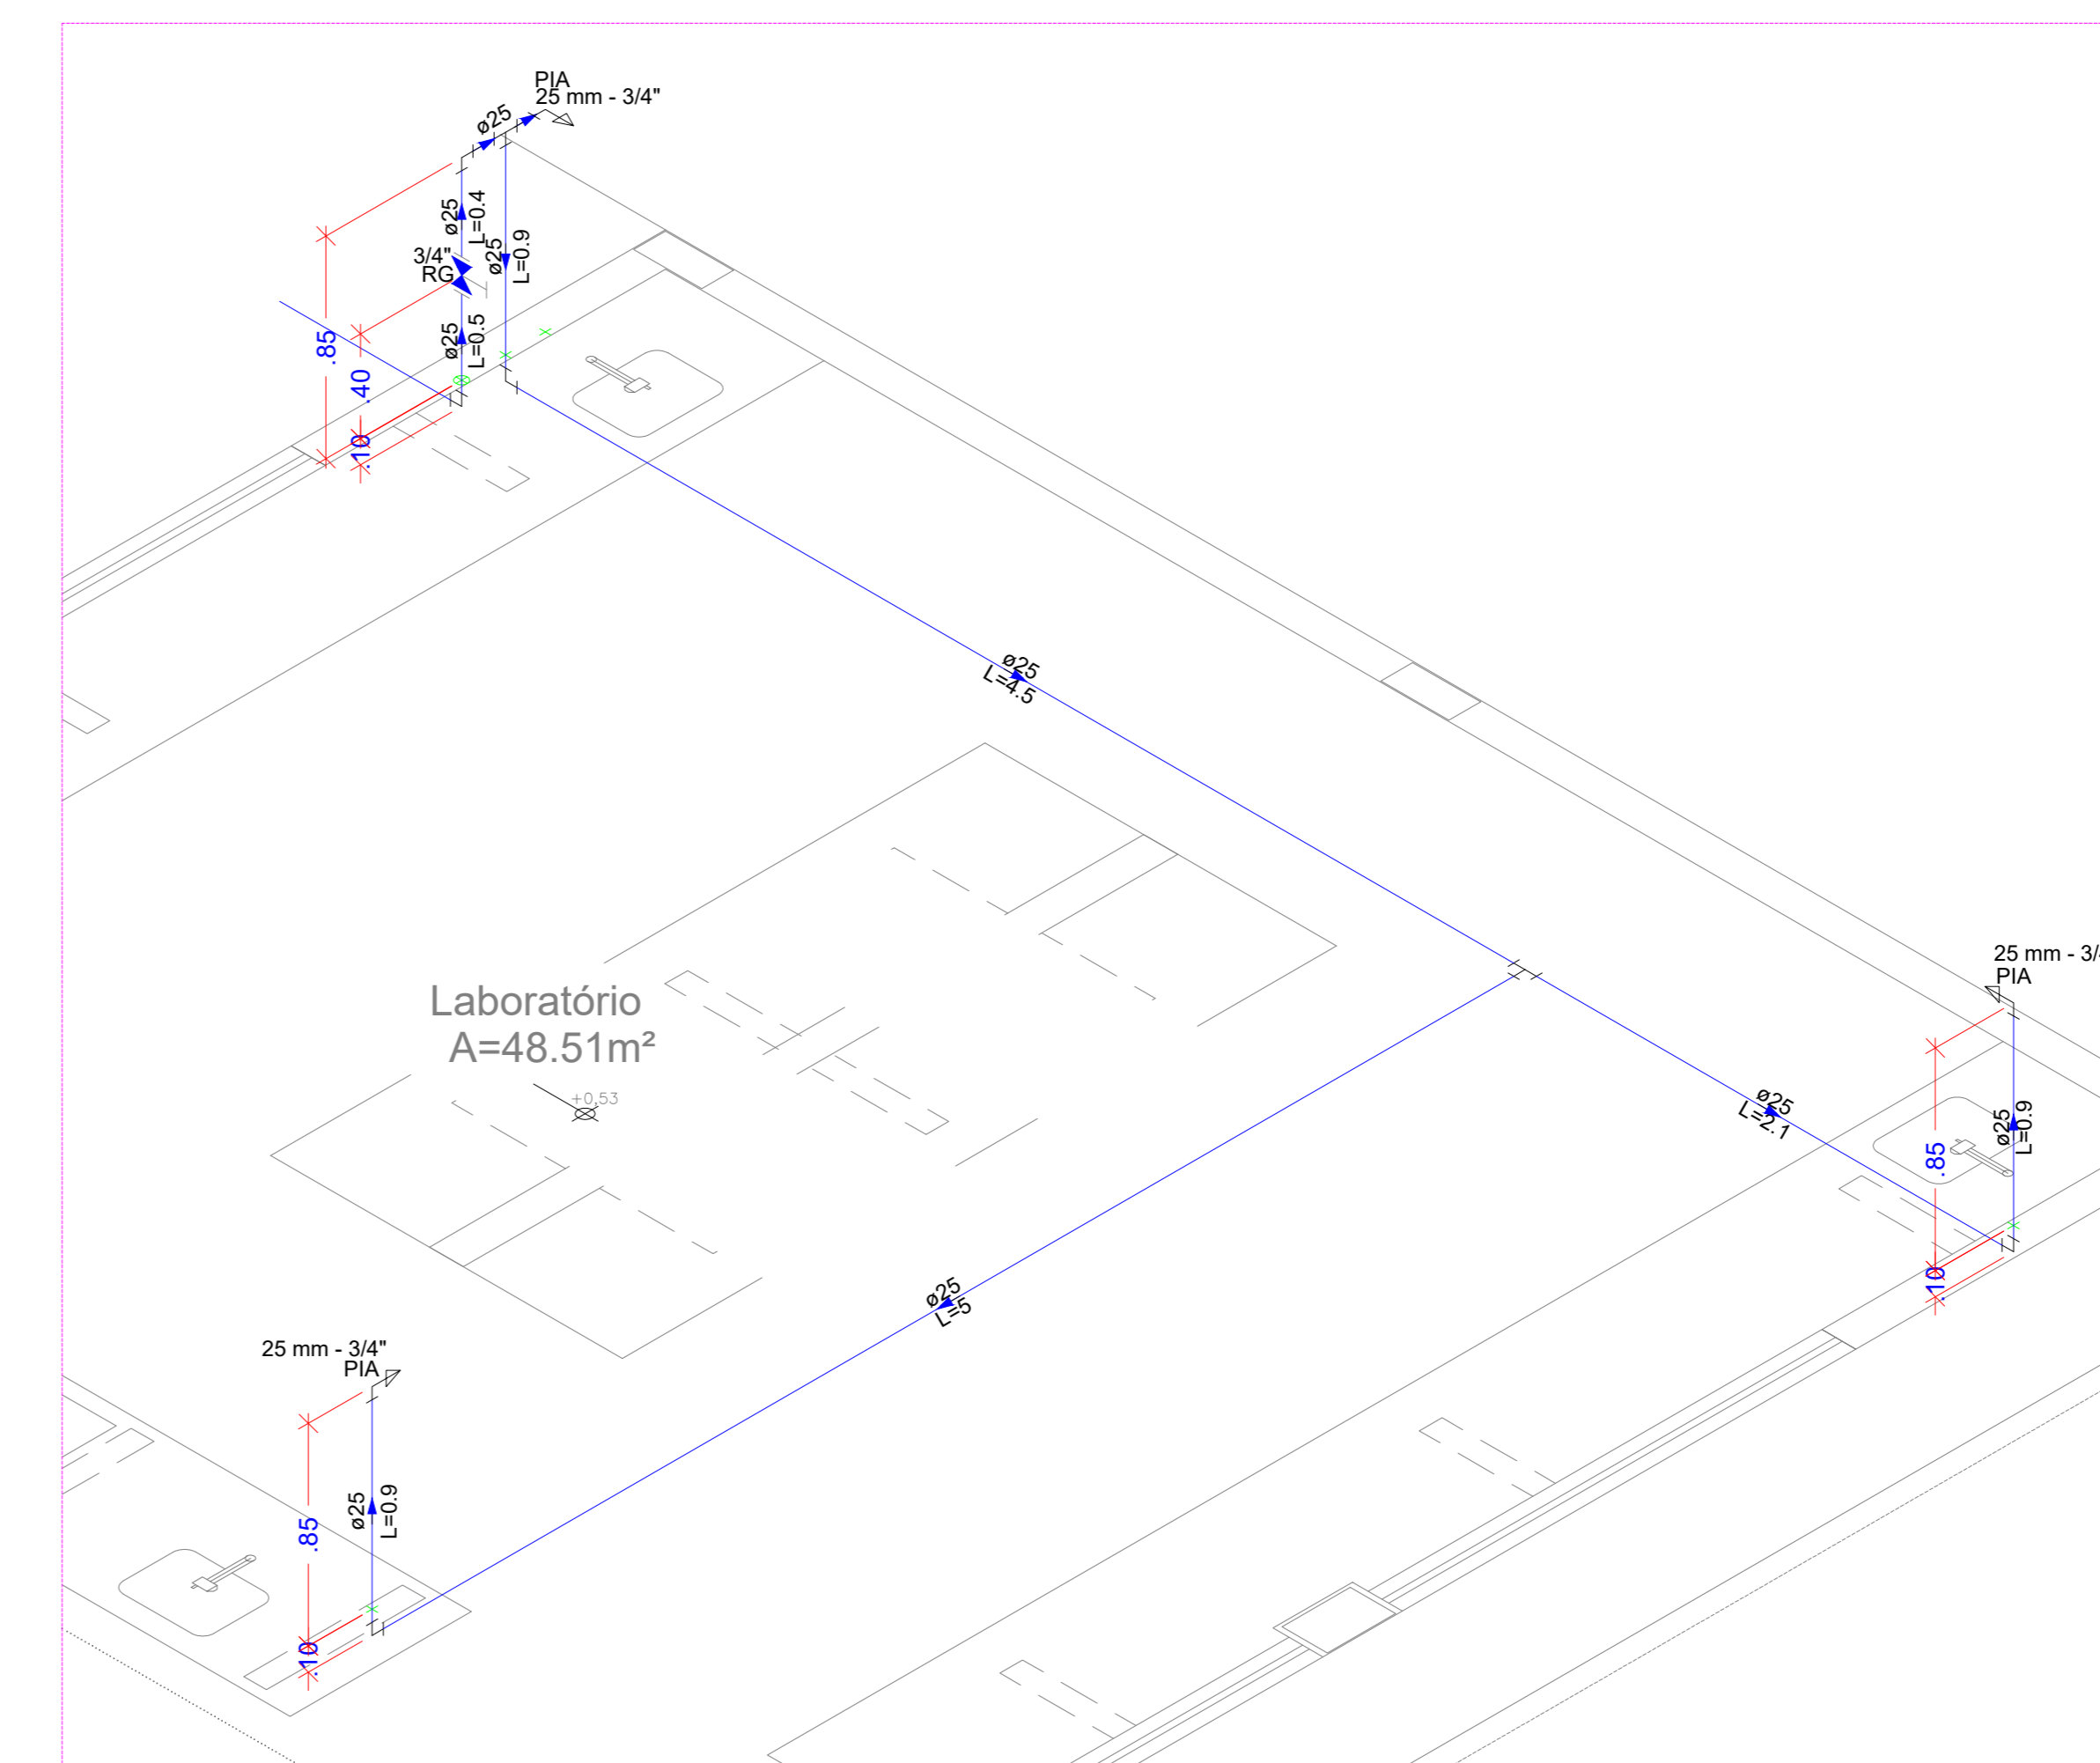 PIA
25 mm - 3/4"
ø25
ø25
L=0.4
3/4"
RG
ø25
L=0.9
ø25
L=0.5
.85
.40
.10
ø25
L=4.5
Laboratório
A=48.51m²
+0,53
25 mm - 3/
PIA
ø25
L=2.1
ø25
L=0.9
.85
.10
ø25
L=5
25 mm - 3/4"
PIA
ø25
L=0.9
.85
.10